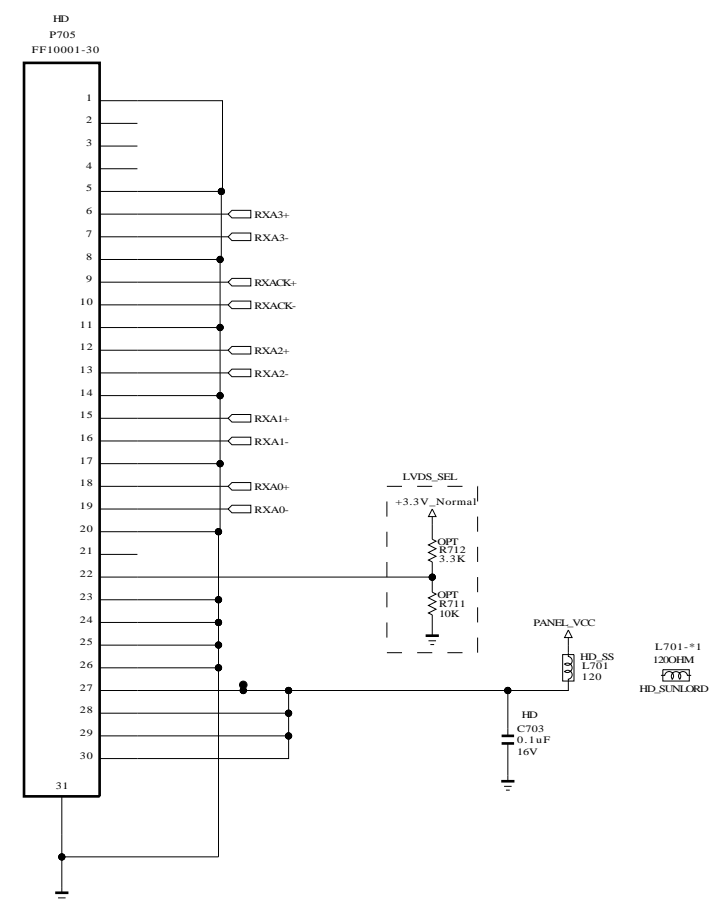 HD
P705
FF10001-30
1
2
3
4
5
6
RXA3+
7
RXA3-
8
9
RXACK+
10
RXACK-
11
12
RXA2+
13
RXA2-
14
15
RXA1+
16
RXA1-
17
18
RXA0+
19
RXA0-
20
21
22
23
24
25
26
27
28
29
30
31
LVDS_SEL
+3.3V_Normal
OPT
R712
3.3K
OPT
R711
10K
PANEL_VCC
HD_SS
L701
120
L701-*1
120OHM
HD_SUNLORD
HD
C703
0.1uF
16V